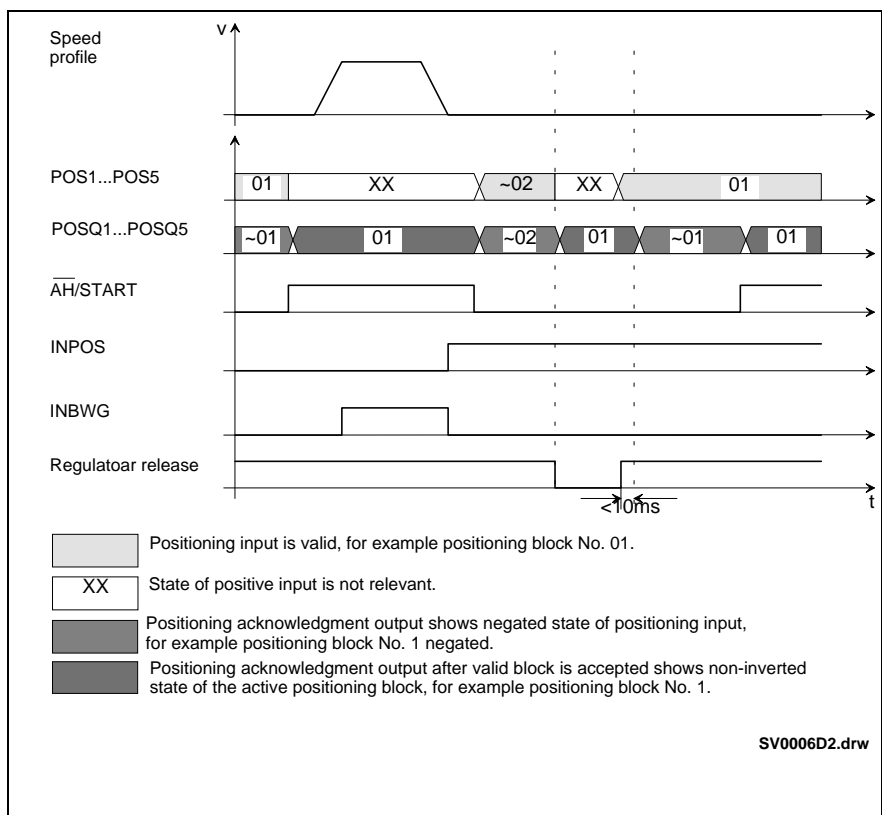 Speed
profile
v
POS1...POS5
01 XX ~02 XX 01
POSQ1...POSQ5
~01 01 ~02 01 ~01 01
AH/START
INPOS
INBWG
Regulatoar release
<10ms
t
Positioning input is valid, for example positioning block No. 01.
XX State of positive input is not relevant.
Positioning acknowledgment output shows negated state of positioning input,
for example positioning block No. 1 negated.
Positioning acknowledgment output after valid block is accepted shows non-inverted
state of the active positioning block, for example positioning block No. 1.
SV0006D2.drw